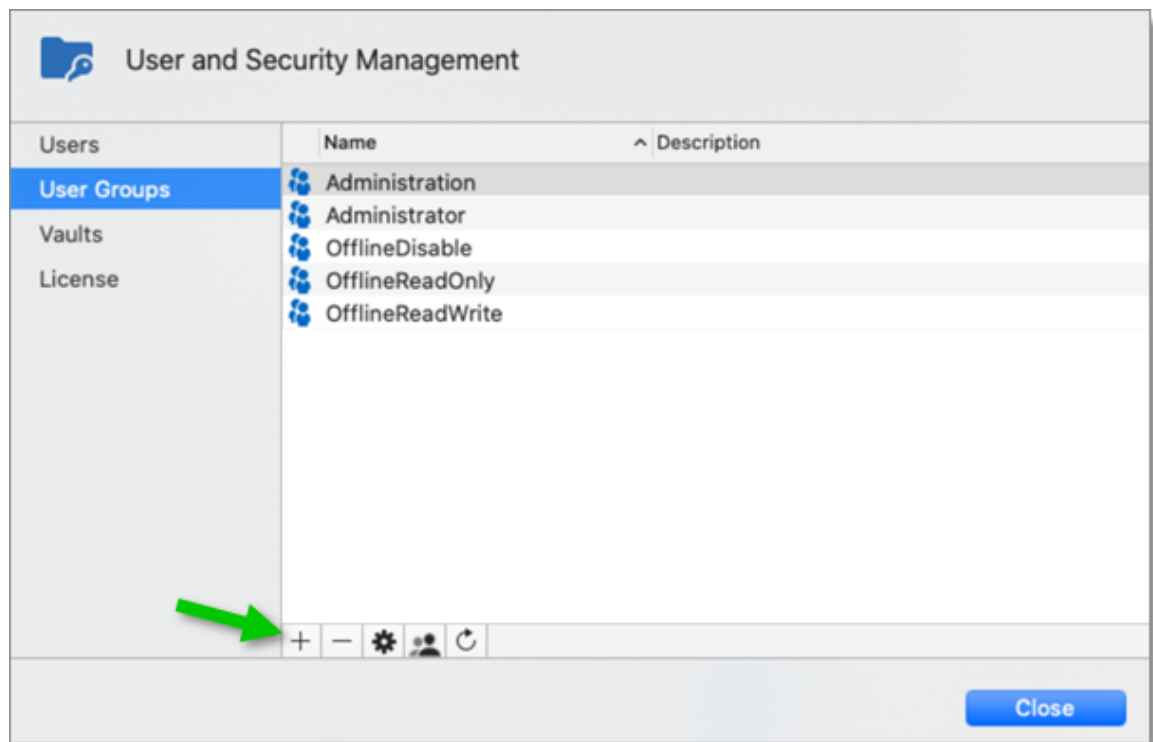 User and Security Management
Users
User Groups
Vaults
License
Name
Description
Administration
Administrator
OfflineDisable
OfflineReadOnly
OfflineReadWrite
Close